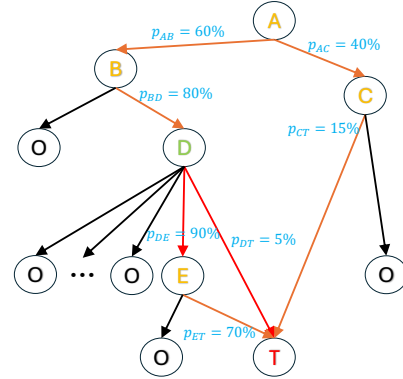 A
p_AB = 60%
p_AC = 40%
B
C
p_BD = 80%
p_CT = 15%
O
D
p_DE = 90%
p_DT = 5%
O
...
O
E
O
p_ET = 70%
O
T